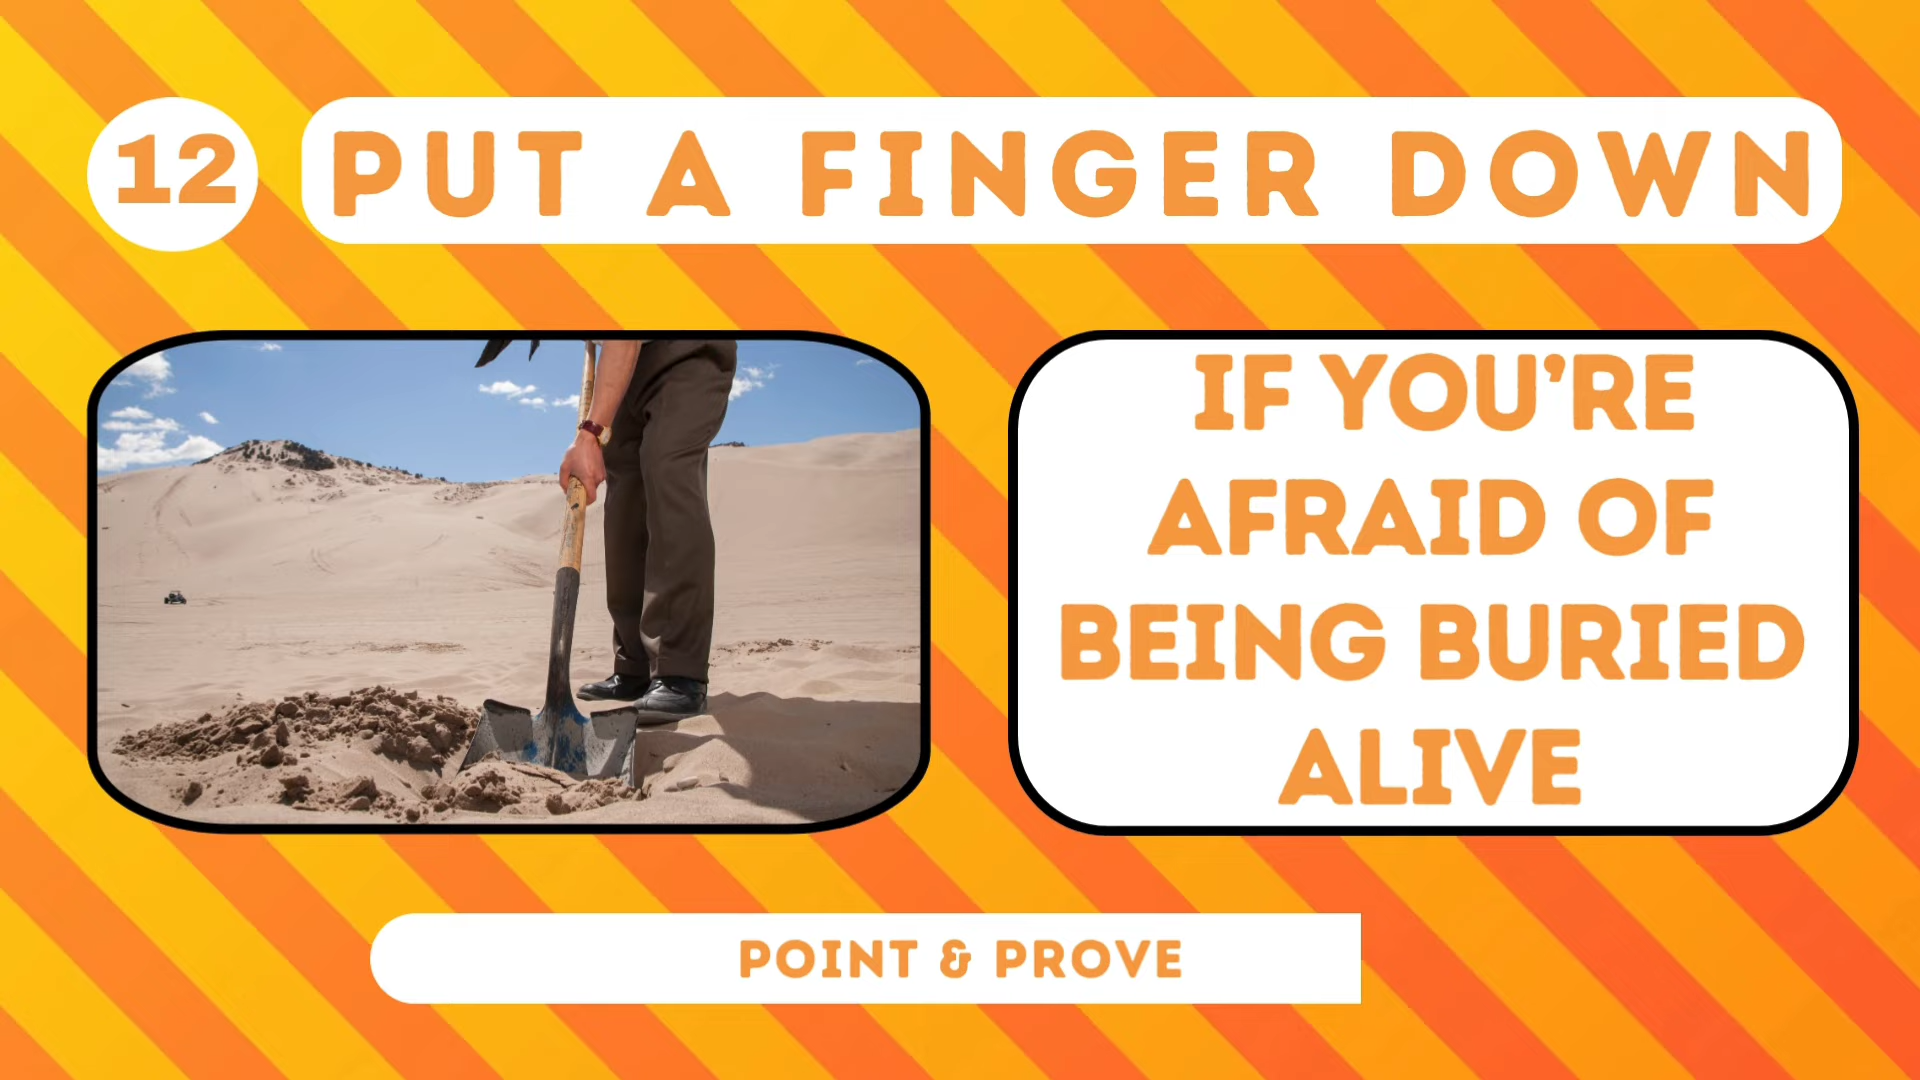 12
PUT A FINGER DOWN
IF YOU'RE
AFRAID OF
BEING BURIED
ALIVE
POINT & PROVE